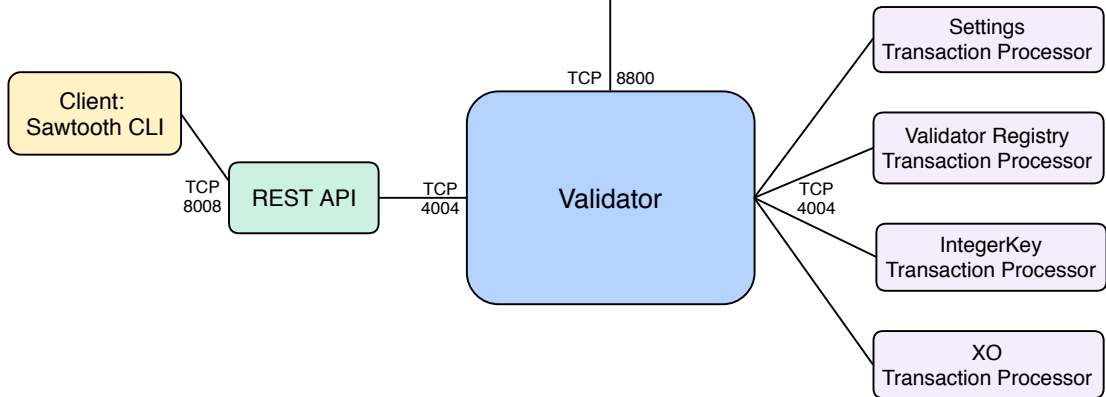 Settings
Transaction Processor
TCP 8800
Client:
Sawtooth CLI
Validator Registry
Transaction Processor
TCP
8008
REST API
TCP
4004
Validator
TCP
4004
IntegerKey
Transaction Processor
XO
Transaction Processor